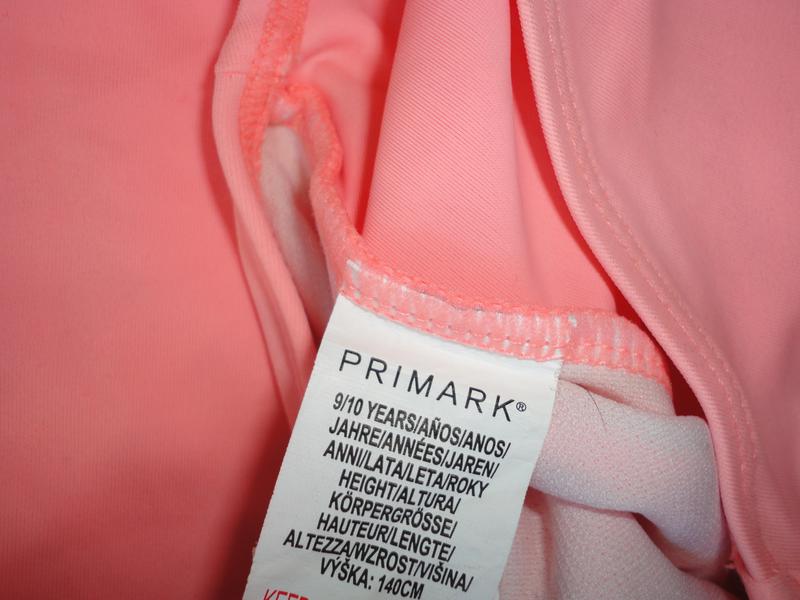 PRIMARK®
9/10 YEARS/AÑOS/ANOS/
JAHRE/ANNÉES/JAREN/
ANNI/LATA/LETA/ROKY
HEIGHT/ALTURA/
KÖRPERGRÖSSE/
HAUTEUR/LENGTE/
ALTEZZA/WZROST/VIŠINA/
VÝŠKA: 140CM